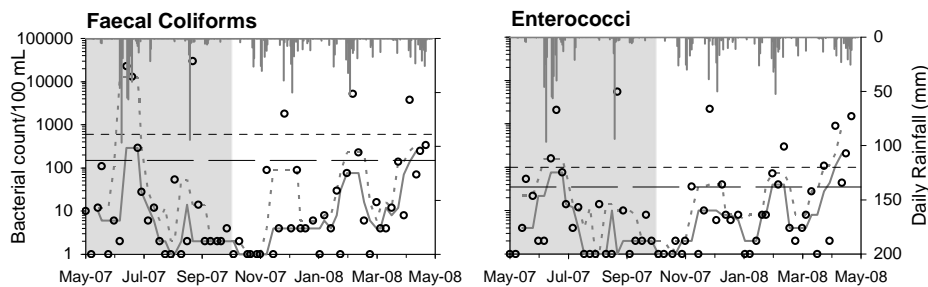 Faecal Coliforms
Enterococci
Bacterial count/100 mL
100000
10000
1000
100
10
1
May-07 Jul-07 Sep-07 Nov-07 Jan-08 Mar-08 May-08
May-07 Jul-07 Sep-07 Nov-07 Jan-08 Mar-08 May-08
0
50
100
150
200
Daily Rainfall (mm)